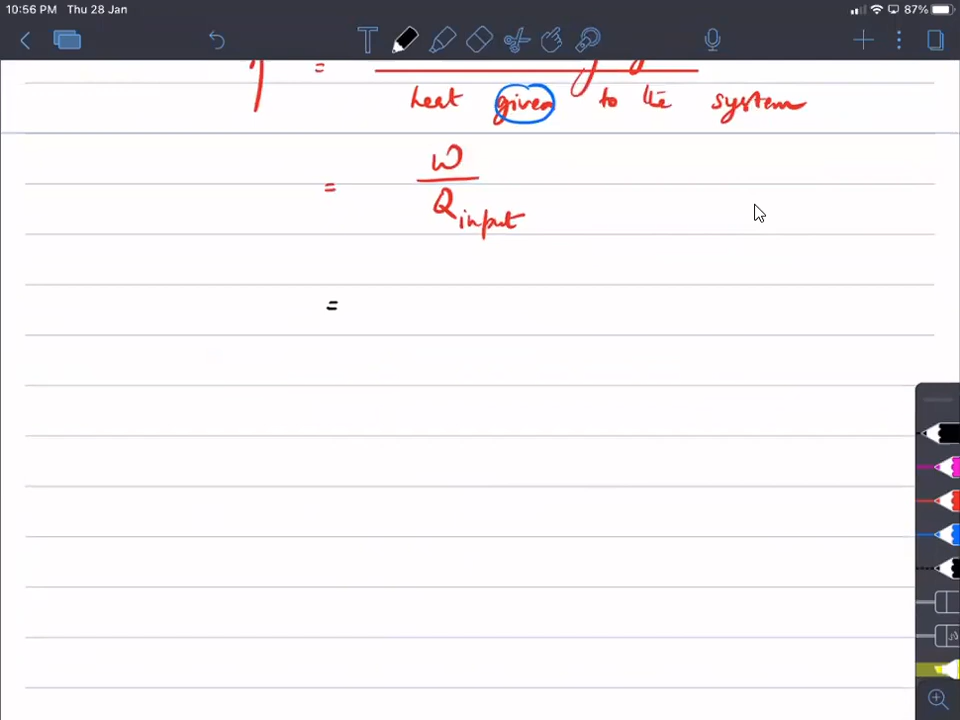 10:56 PM Thu 28 Jan 87%
T
η =
heat given to the system
= W
Q input
=